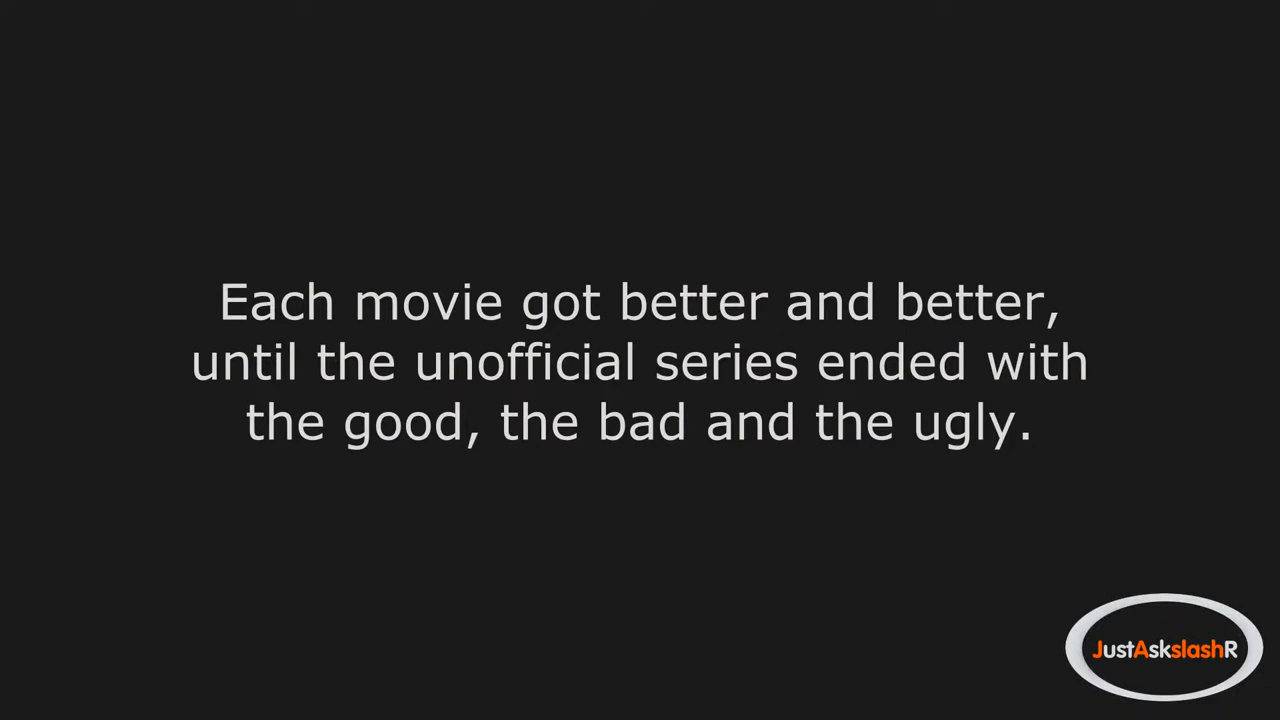 Each movie got better and better,
until the unofficial series ended with
the good, the bad and the ugly.
JustAskslashR